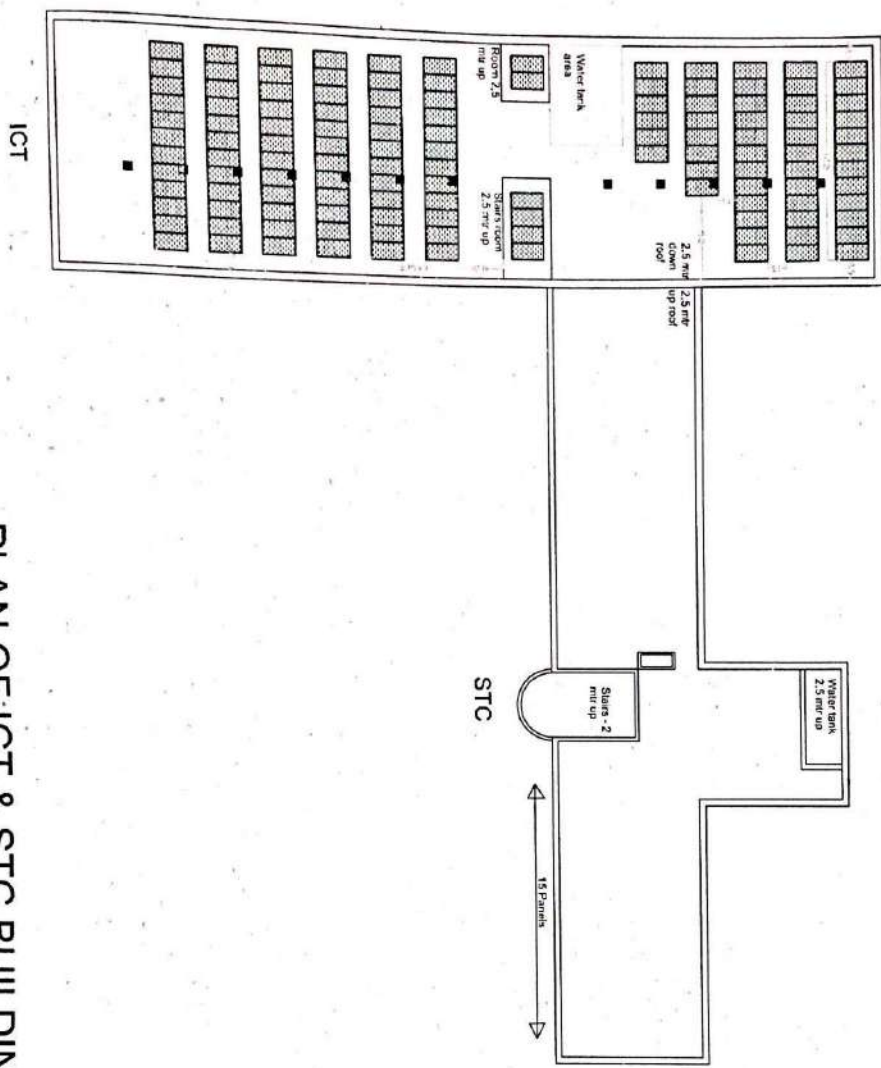 Water tank
area
Room 2,5
mtr up
Stairs room
2.5 mtr up
2.5 mtr
down
roof
2.5 mtr
up roof
ICT
Water tank
2.5 mtr up
Stairs - 2
mtr up
STC
15 Panels
PLAN OF ICT & STC BUILDIN